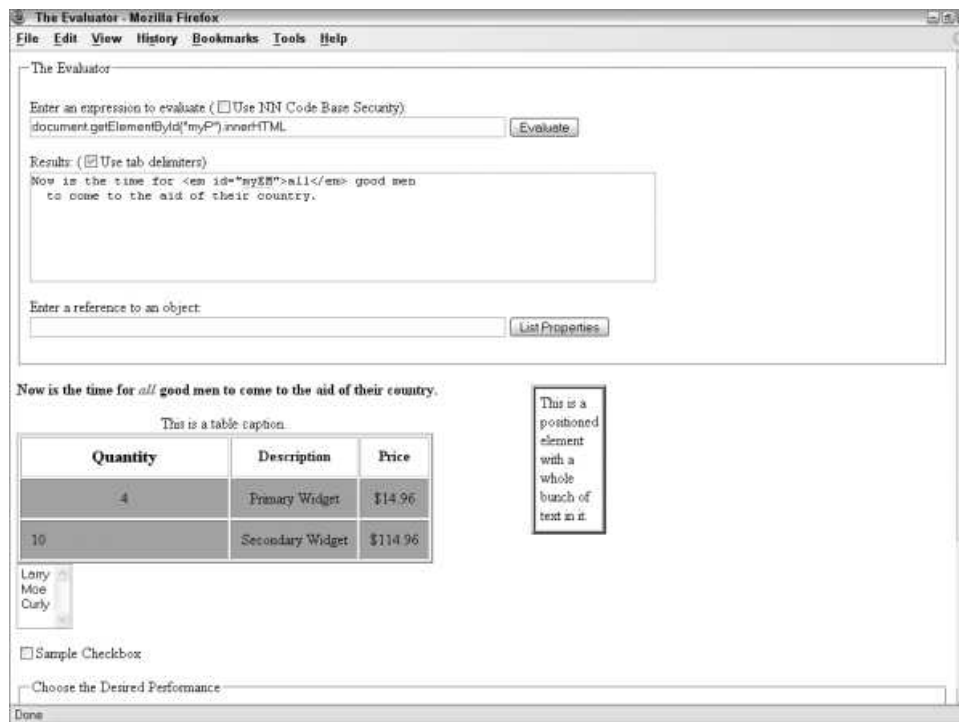 The Evaluator - Mozilla Firefox
File Edit View History Bookmarks Tools Help
The Evaluator
Enter an expression to evaluate ( Use NN Code Base Security):
document.getElementById("myP").innerHTML
Evaluate
Results: ( Use tab delimiters)
Now is the time for <em id="myEM">all</em> good men
to come to the aid of their country.
Enter a reference to an object:
List Properties
Now is the time for all good men to come to the aid of their country.
This is a
positioned
element
with a
whole
bunch of
text in it.
This is a table caption.
Quantity Description Price
4 Primary Widget $14.96
10 Secondary Widget $114.96
Larry
Moe
Curly
Sample Checkbox
Choose the Desired Performance
Done